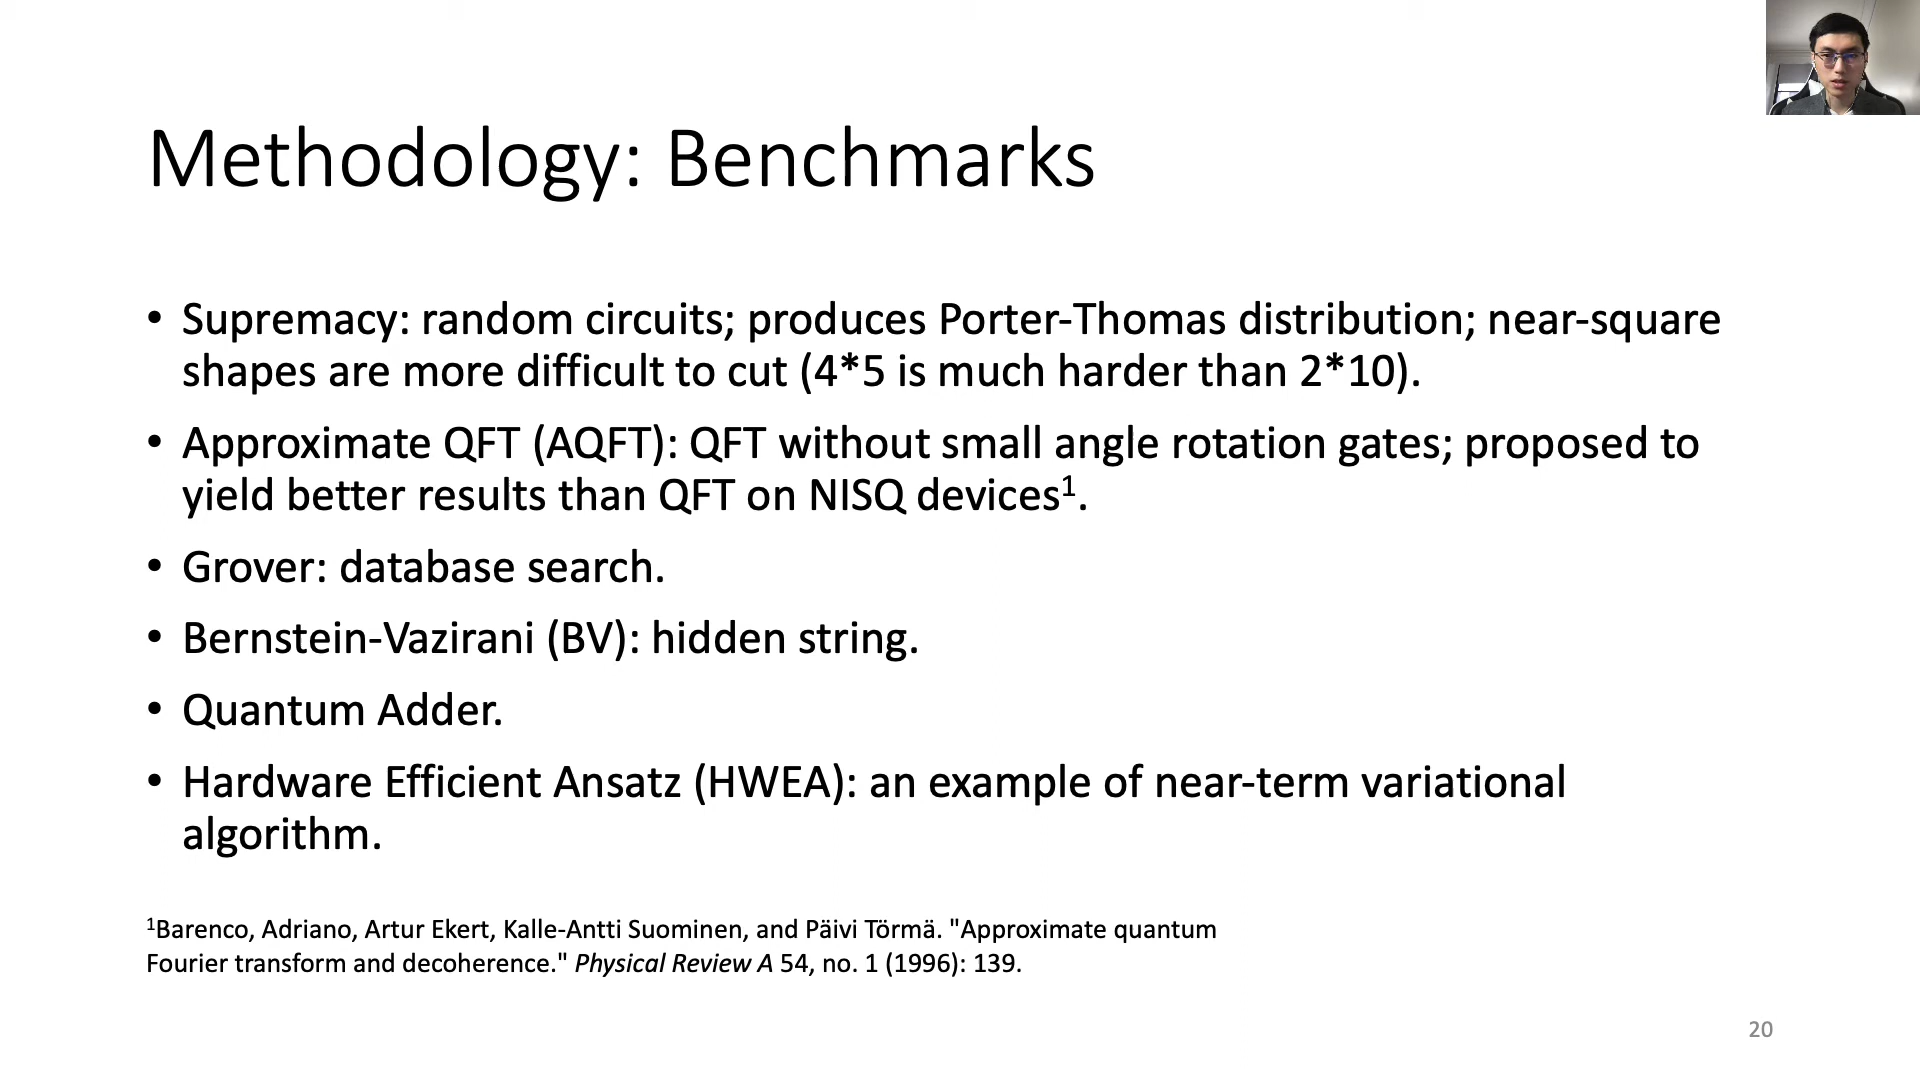 Methodology: Benchmarks
• Supremacy: random circuits; produces Porter-Thomas distribution; near-square
shapes are more difficult to cut (4*5 is much harder than 2*10).
• Approximate QFT (AQFT): QFT without small angle rotation gates; proposed to
yield better results than QFT on NISQ devices¹.
• Grover: database search.
• Bernstein-Vazirani (BV): hidden string.
• Quantum Adder.
• Hardware Efficient Ansatz (HWEA): an example of near-term variational
algorithm.
¹Barenco, Adriano, Artur Ekert, Kalle-Antti Suominen, and Päivi Törmä. "Approximate quantum
Fourier transform and decoherence." Physical Review A 54, no. 1 (1996): 139.
20